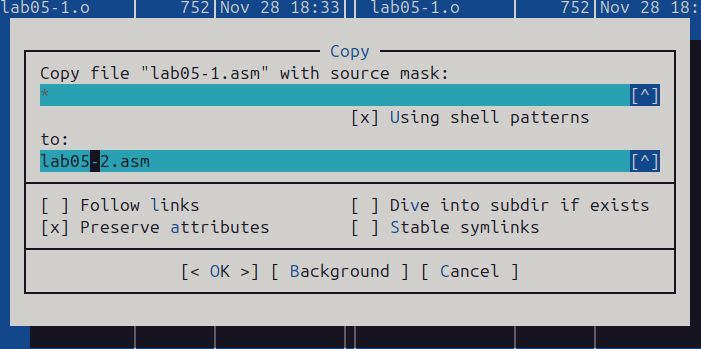 lab05-1.o 752 Nov 28 18:33 lab05-1.o 752 Nov 28 18:
Copy
Copy file "lab05-1.asm" with source mask:
* [^]
[x] Using shell patterns
to:
lab05-2.asm [^]
[ ] Follow links [ ] Dive into subdir if exists
[x] Preserve attributes [ ] Stable symlinks
[< OK >] [ Background ] [ Cancel ]